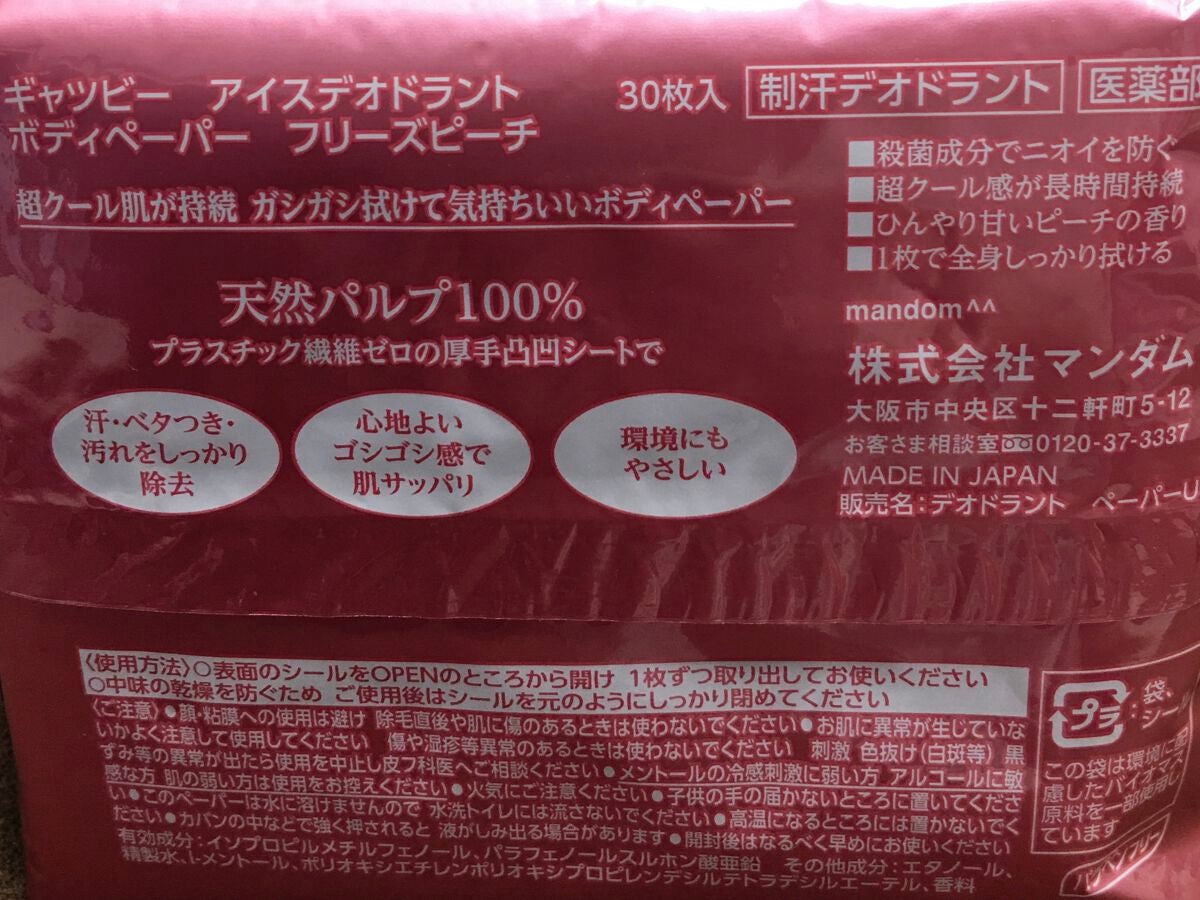 ギャツビー アイスデオドラント
ボディペーパー フリーズピーチ
30枚入
制汗デオドラント
医薬部
超クール肌が持続 ガシガシ拭けて気持ちいいボディペーパー
■殺菌成分でニオイを防ぐ
■超クール感が長時間持続
■ひんやり甘いピーチの香り
■1枚で全身しっかり拭ける
天然パルプ100%
プラスチック繊維ゼロの厚手凸凹シートで
汗・ベタつき・
汚れをしっかり
除去
心地よい
ゴシゴシ感で
肌サッパリ
環境にも
やさしい
mandom^^
株式会社マンダム
大阪市中央区十二軒町5-12
お客さま相談室 0120-37-3337
MADE IN JAPAN
販売名:デオドラント ペーパーU
〈使用方法〉○表面のシールを○PENのところから開け 1枚ずつ取り出してお使いください
○中味の乾燥を防ぐため ご使用後はシールを元のようにしっかり閉めてください
〈ご注意〉●顔・粘膜への使用は避け 除毛直後や肌に傷のあるときは使わないでください●お肌に異常が生じていな
いかよく注意して使用してください 傷や湿疹等異常のあるときは使わないでください 刺激 色抜け(白斑等) 黒
ずみ等の異常が出たら使用を中止し皮フ科医へご相談ください●メントールの冷感刺激に弱い方 アルコールに敏
感な方 肌の弱い方は使用をお控えください●火気にご注意ください●子供の手の届かないところに置いてくださ
い●このペーパーは水に溶けませんので 水洗トイレには流さないでください●高温になるところには置かないでく
ださい●カバンの中などで強く押されると 液がしみ出る場合があります●開封後はなるべく早めにお使いください
有効成分:イソプロピルメチルフェノール、パラフェノールスルホン酸亜鉛 その他成分:エタノール、
精製水、l-メントール、ポリオキシエチレンポリオキシプロピレンデシルテトラデシルエーテル、香料
プラ
袋、
シール
この袋は環境に配
慮したバイオマス
原料を一部使用し
ています
パラベンフリー